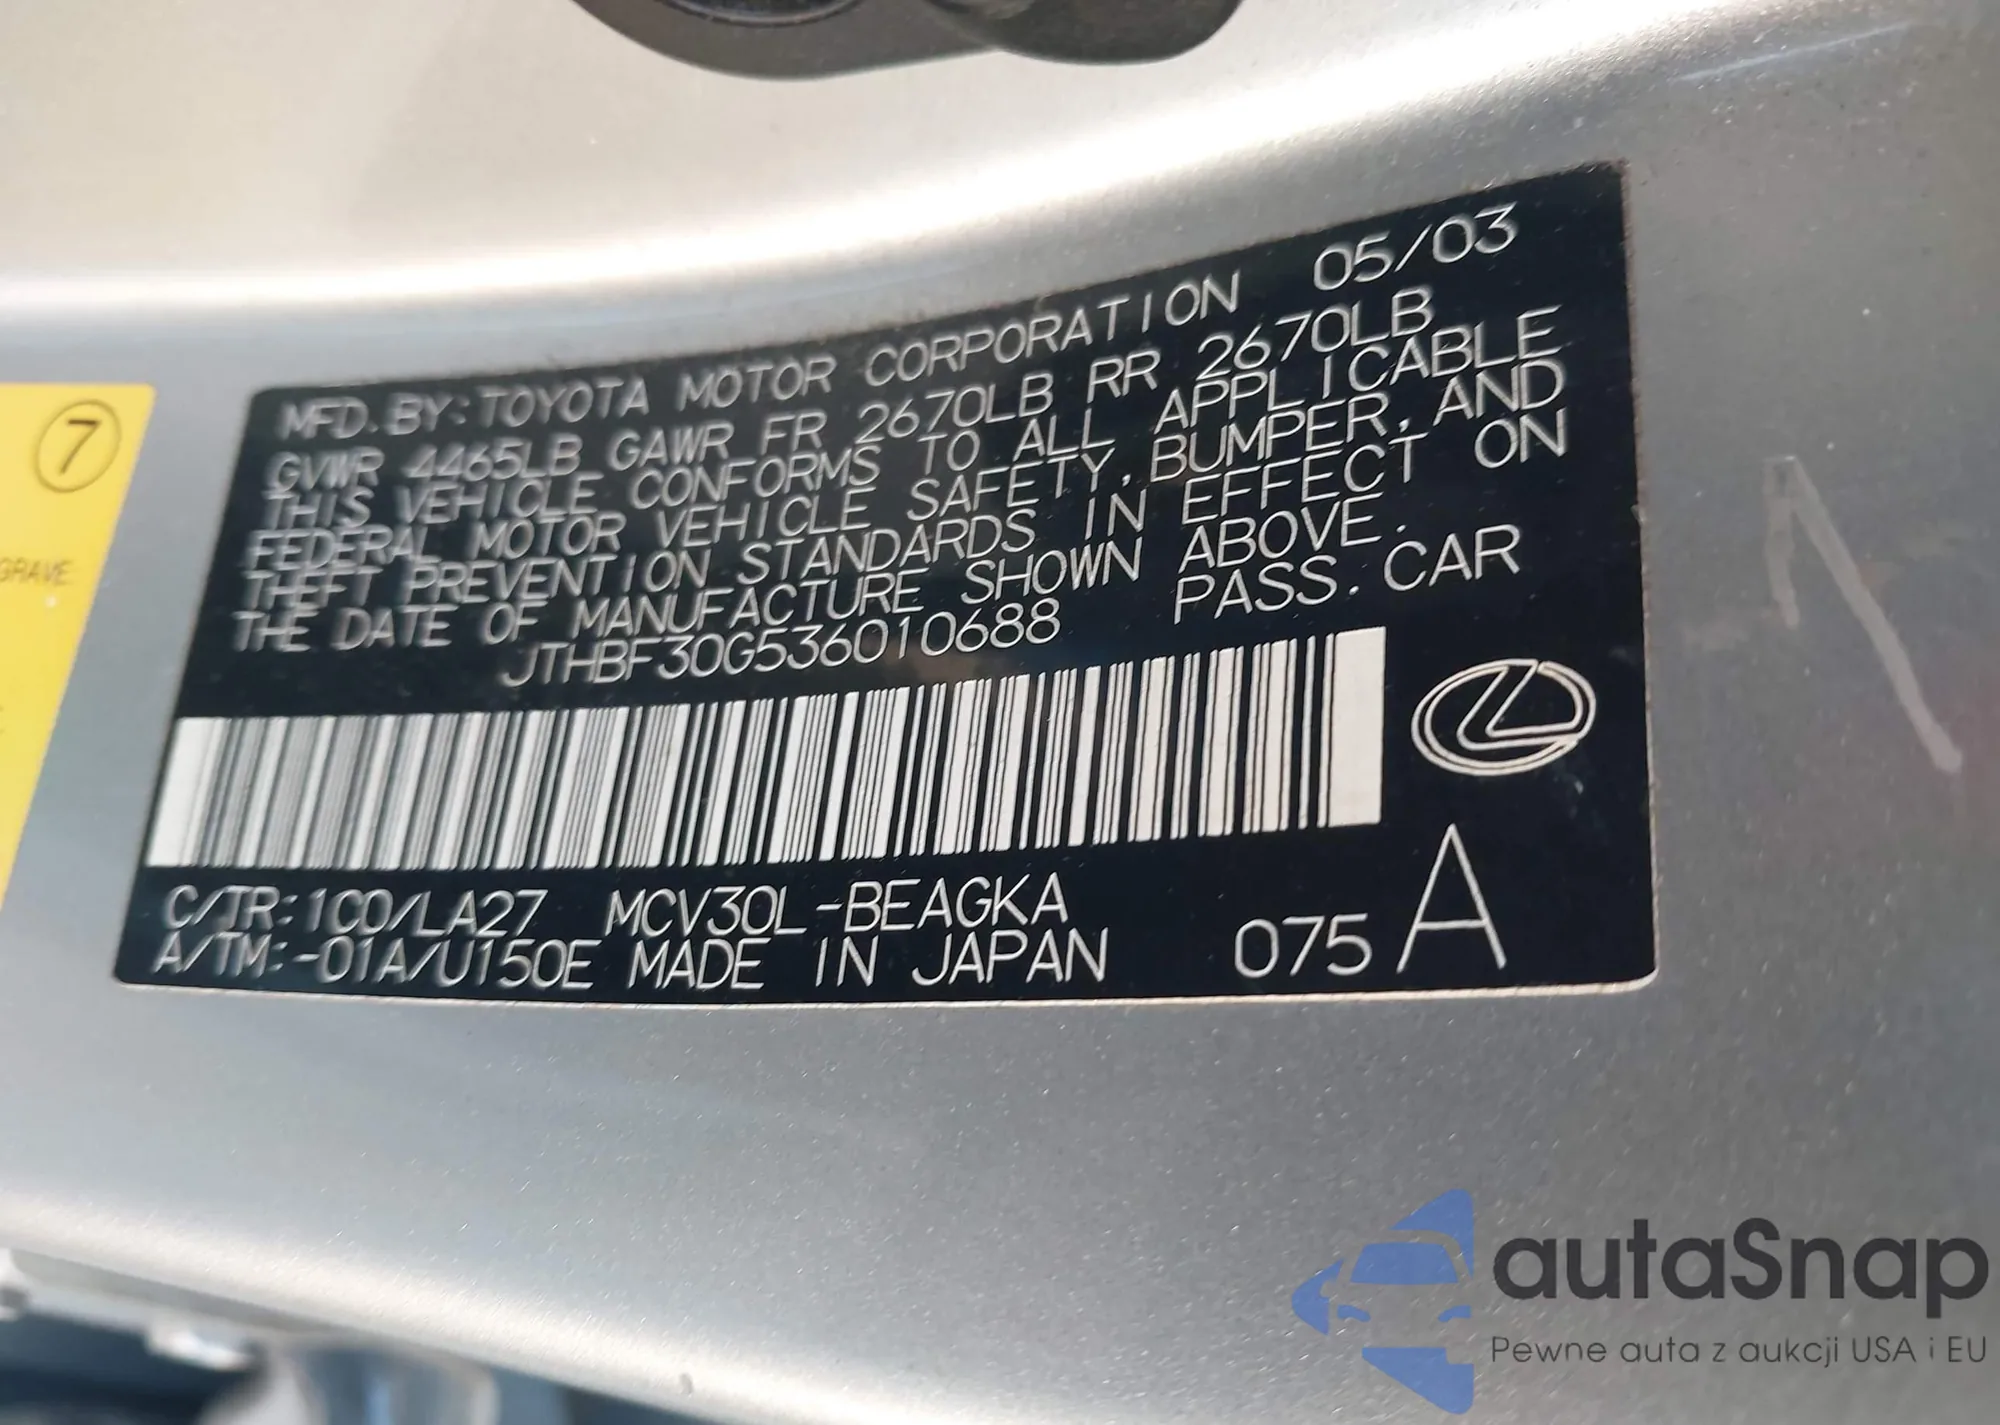 MFD. BY: TOYOTA MOTOR CORPORATION 05/03
GVWR 4465LB GAWR FR 2670LB RR 2670LB
THIS VEHICLE CONFORMS TO ALL APPLICABLE
FEDERAL MOTOR VEHICLE SAFETY, BUMPER, AND
THEFT PREVENTION STANDARDS IN EFFECT ON
THE DATE OF MANUFACTURE SHOWN ABOVE.
JTHBF30G536010688 PASS. CAR
C/TR: 1C0/LA27 MCV30L-BEAGKA
A/TM: -01A/U150E MADE IN JAPAN 075 A
7
GRAVE
autaSnap
Pewne auta z aukcji USA i EU